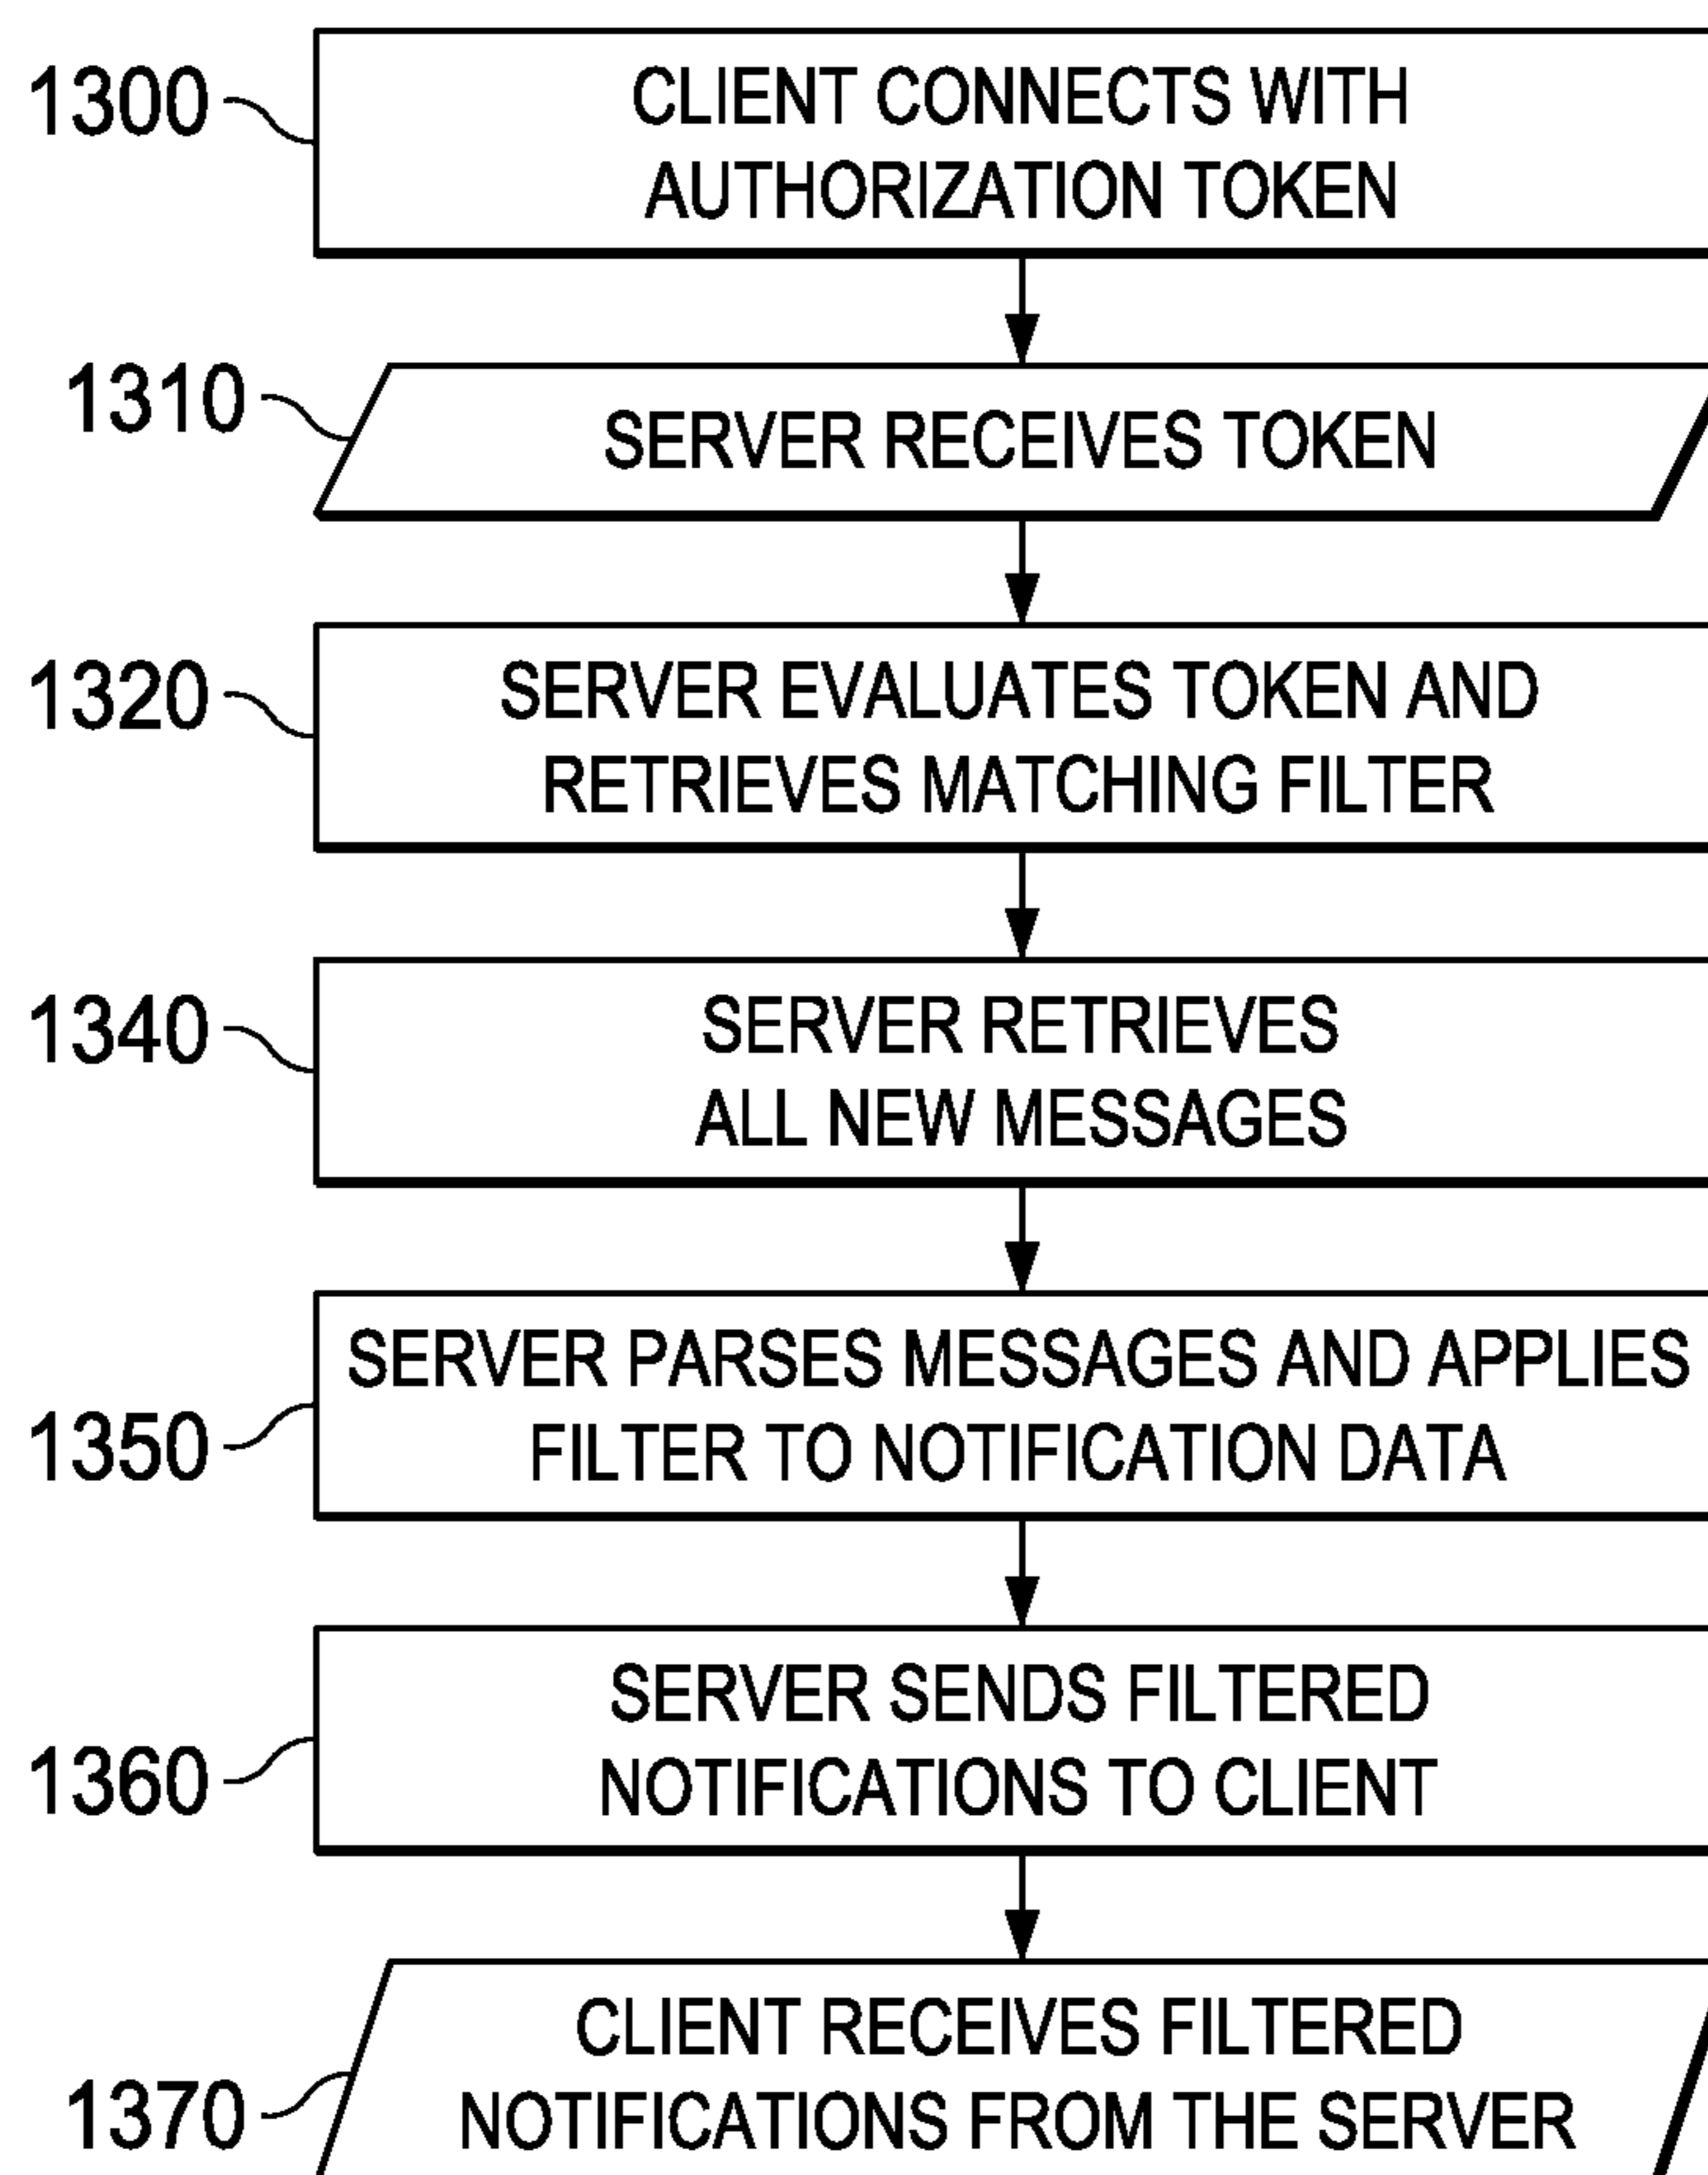 1300
CLIENT CONNECTS WITH
AUTHORIZATION TOKEN
1310
SERVER RECEIVES TOKEN
1320
SERVER EVALUATES TOKEN AND
RETRIEVES MATCHING FILTER
1340
SERVER RETRIEVES
ALL NEW MESSAGES
1350
SERVER PARSES MESSAGES AND APPLIES
FILTER TO NOTIFICATION DATA
1360
SERVER SENDS FILTERED
NOTIFICATIONS TO CLIENT
1370
CLIENT RECEIVES FILTERED
NOTIFICATIONS FROM THE SERVER